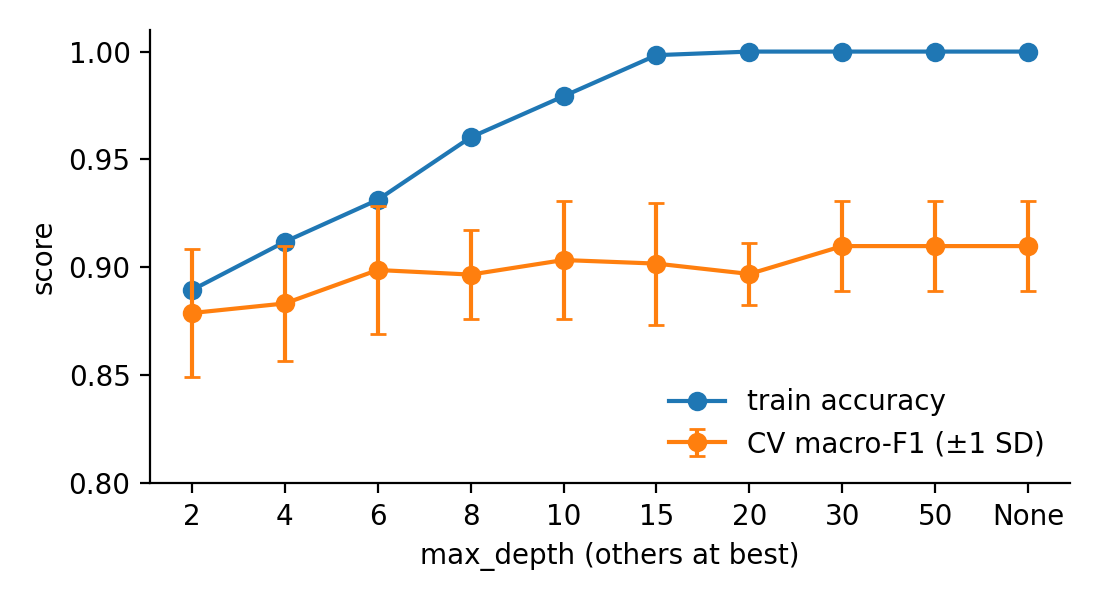 1.00
0.95
0.90
0.85
0.80
score
train accuracy
CV macro-F1 (±1 SD)
2 4 6 8 10 15 20 30 50 None
max_depth (others at best)